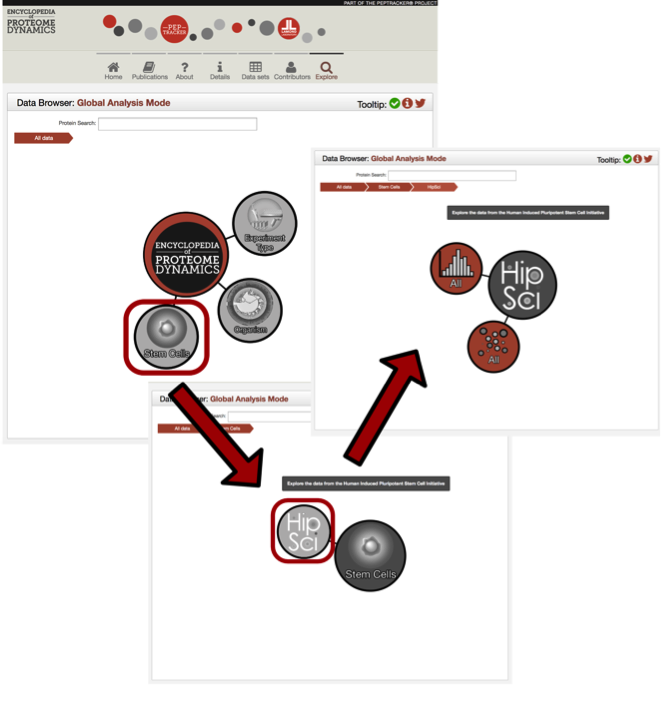 PART OF THE PEPTRACKER® PROJECT
ENCYCLOPEDIA
of
PROTEOME
DYNAMICS
PEP
TRACKER
LAMOND
Home
Publications
About
Details
Data sets
Contributors
Explore
Data Browser: Global Analysis Mode
Tooltip:
Protein Search:
All data
Experiment
Type
ENCYCLOPEDIA
of
PROTEOME
DYNAMICS
Organism
Stem Cells
Data Browser: Global Analysis Mode
Tooltip:
Protein Search:
All data
Stem Cells
HipSci
Explore the data from the Human Induced Pluripotent Stem Cell Initiative
All
Hip
Sci
All
Da er: Global Analysis Mode
earch:
All data
m Cells
Explore the data from the Human Induced Pluripotent Stem Cell Initiative
Hip
Sci
Stem Cells